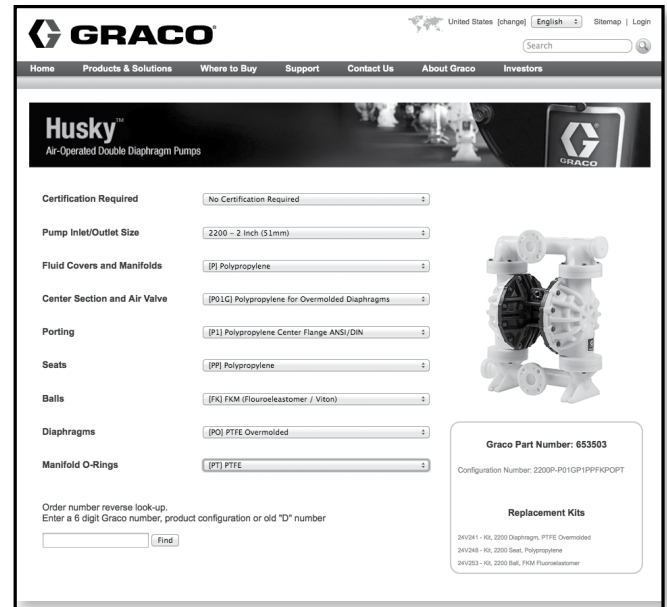 United States [change] English Sitemap | Login
GRACO
Search
Home Products & Solutions Where to Buy Support Contact Us About Graco Investors
Husky™
Air-Operated Double Diaphragm Pumps
GRACO
Certification Required No Certification Required
Pump Inlet/Outlet Size 2200 – 2 Inch (51mm)
Fluid Covers and Manifolds [P] Polypropylene
Center Section and Air Valve [P01G] Polypropylene for Overmolded Diaphragms
Porting [P1] Polypropylene Center Flange ANSI/DIN
Seats [PP] Polypropylene
Balls [FK] FKM (Flouroeleastomer / Viton)
Diaphragms [PO] PTFE Overmolded
Manifold O-Rings [PT] PTFE
Graco Part Number: 653503
Configuration Number: 2200P-P01GP1PPFKPOPT
Replacement Kits
24V241 - Kit, 2200 Diaphragm, PTFE Overmolded
24V248 - Kit, 2200 Seat, Polypropylene
24V253 - Kit, 2200 Ball, FKM Fluoroelastomer
Order number reverse look-up.
Enter a 6 digit Graco number, product configuration or old "D" number
Find